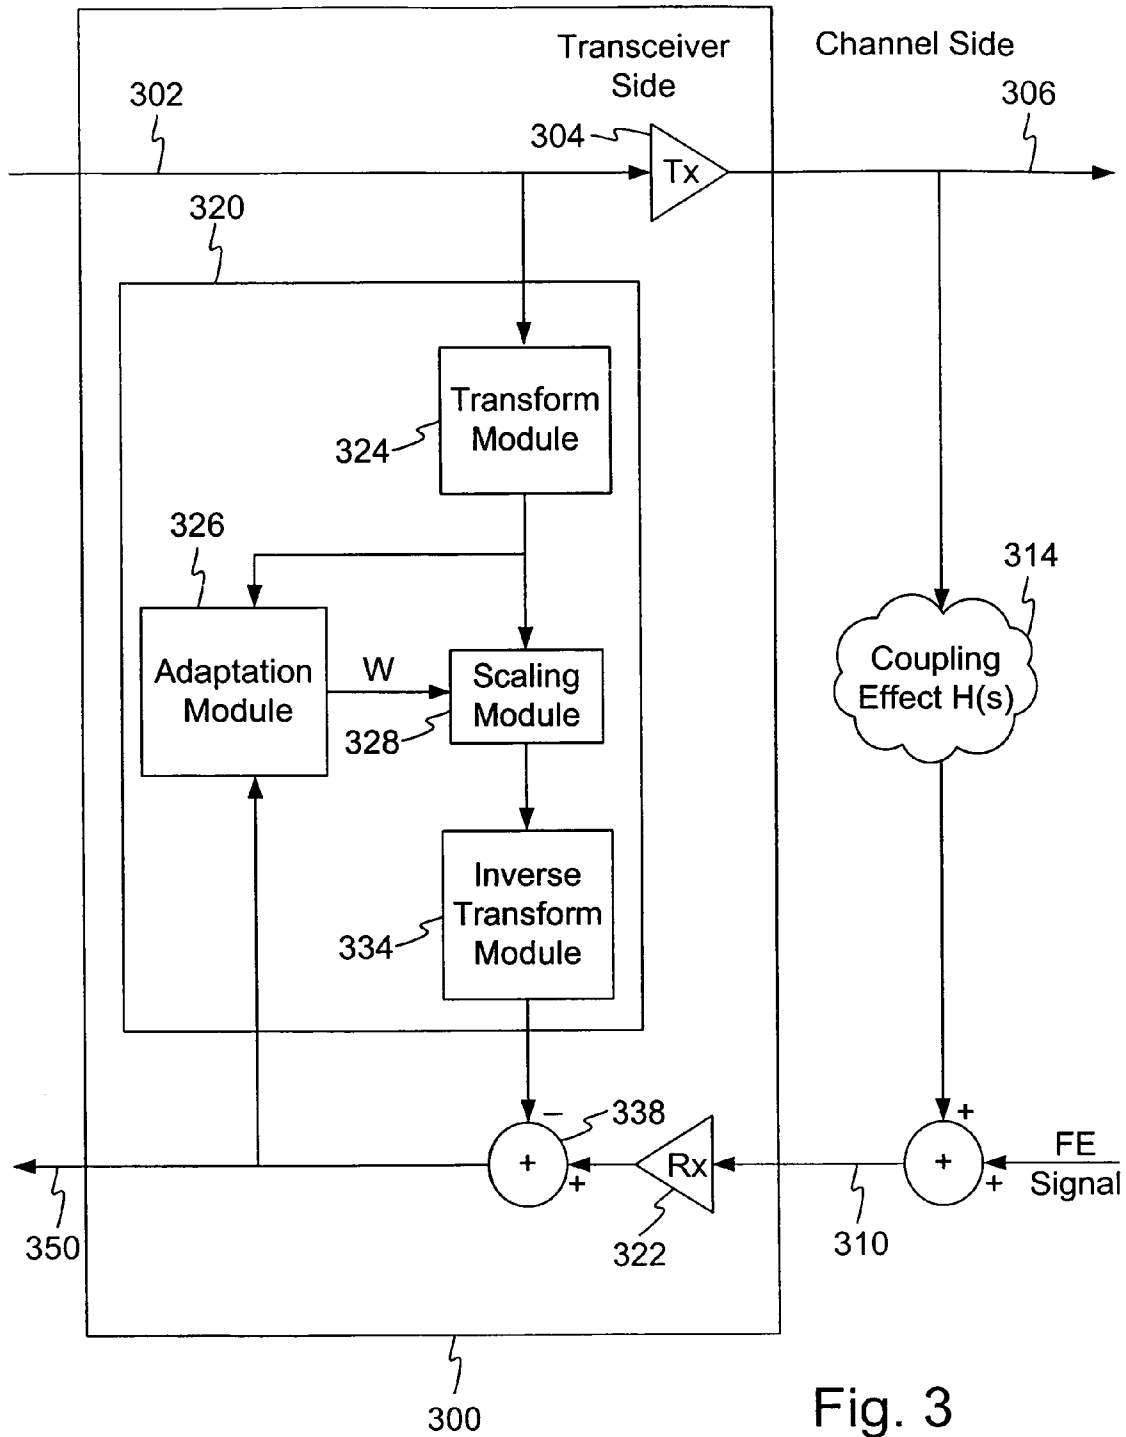 Transceiver
Side
Channel Side
302
304
306
Tx
320
Transform
Module
324
326
314
Adaptation
Module
W
Scaling
Module
328
Coupling
Effect H(s)
Inverse
Transform
Module
334
–
338
+
+
+
Rx
322
310
+
+
FE
Signal
350
300
Fig. 3